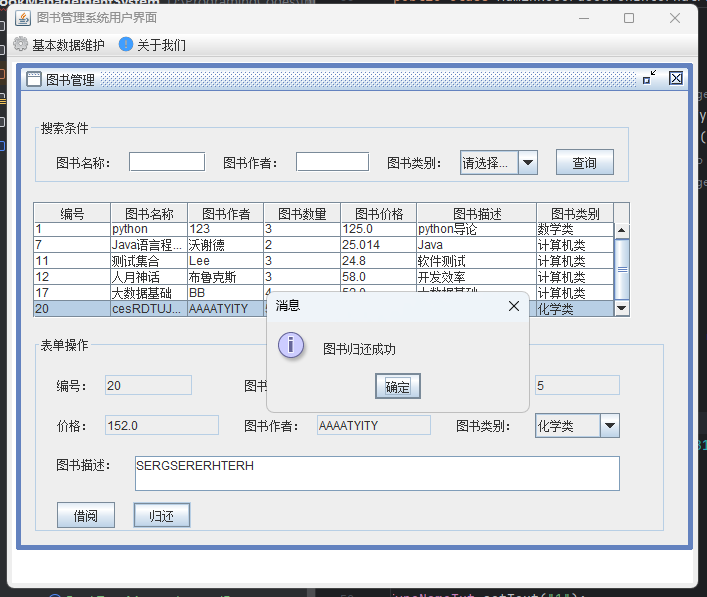 图书管理系统用户界面
基本数据维护 关于我们
图书管理
搜索条件
图书名称： 图书作者： 图书类别： 请选择... 查询
编号 图书名称 图书作者 图书数量 图书价格 图书描述 图书类别
1 python 123 3 125.0 python导论 数学类
7 Java语言程... 沃谢德 2 25.014 Java 计算机类
11 测试集合 Lee 3 24.8 软件测试 计算机类
12 人月神话 布鲁克斯 3 58.0 开发效率 计算机类
17 大数据基础 BB 4 52.0 大数据基础 计算机类
20 cesRDTUJ... AAAATYITY 化学类
消息
图书归还成功
确定
表单操作
编号： 20 图书 5
价格： 152.0 图书作者： AAAATYITY 图书类别： 化学类
图书描述： SERGSERERHTERH
借阅 归还